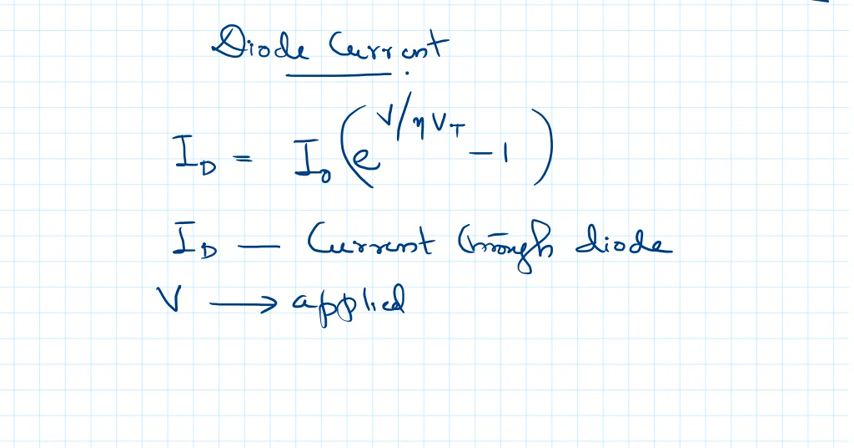 Diode Current
I_D = I_0 (e^{V/ηV_T} - 1)
I_D — Current through diode
V → applied